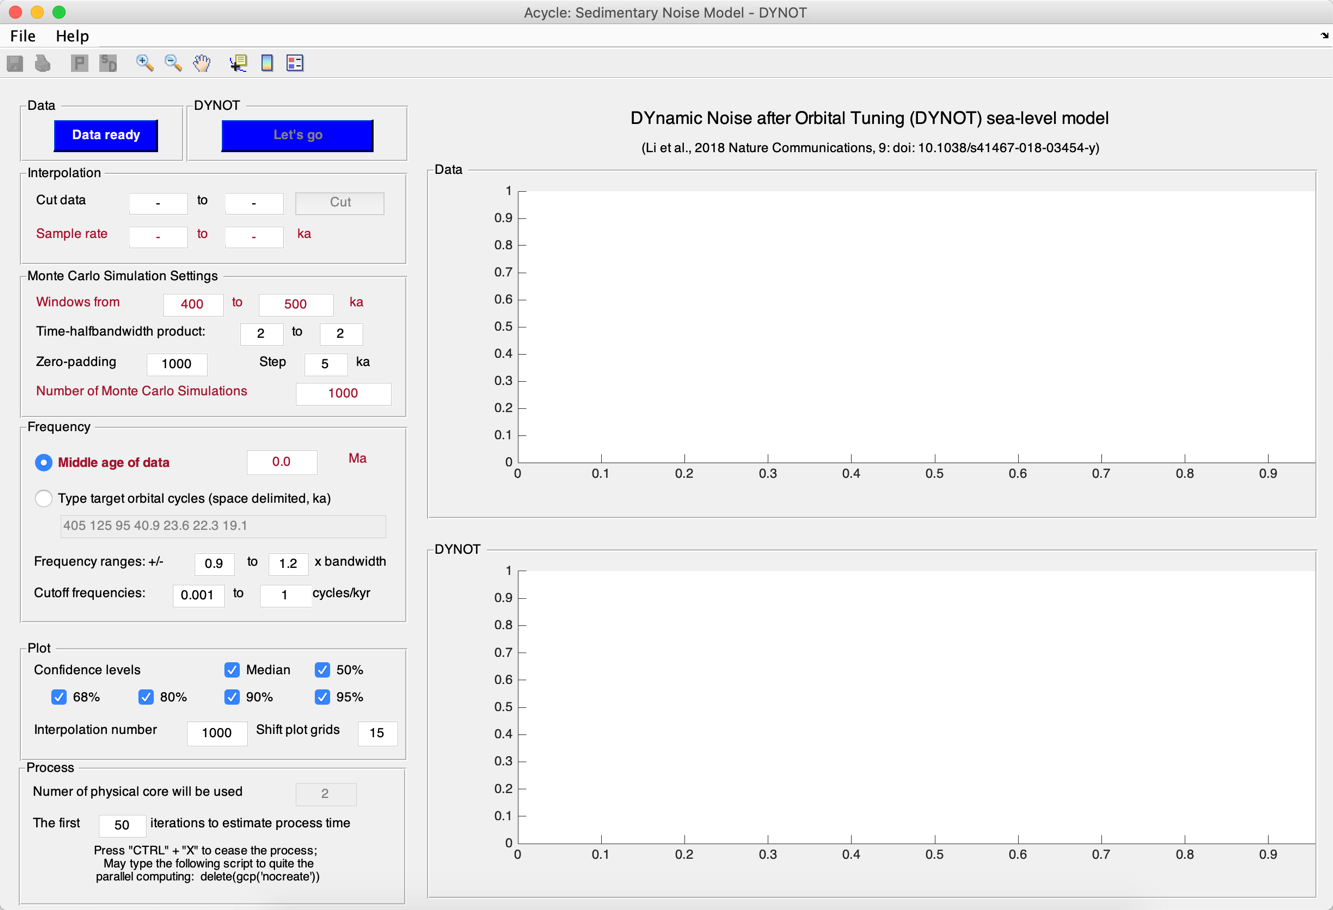 Acycle: Sedimentary Noise Model - DYNOT
File Help
Data
Data ready
DYNOT
Let's go
Interpolation
Cut data - to - Cut
Sample rate - to - ka
Monte Carlo Simulation Settings
Windows from 400 to 500 ka
Time-halfbandwidth product: 2 to 2
Zero-padding 1000 Step 5 ka
Number of Monte Carlo Simulations 1000
Frequency
Middle age of data 0.0 Ma
Type target orbital cycles (space delimited, ka)
405 125 95 40.9 23.6 22.3 19.1
Frequency ranges: +/- 0.9 to 1.2 x bandwidth
Cutoff frequencies: 0.001 to 1 cycles/kyr
Plot
Confidence levels Median 50%
68% 80% 90% 95%
Interpolation number 1000 Shift plot grids 15
Process
Numer of physical core will be used 2
The first 50 iterations to estimate process time
Press "CTRL" + "X" to cease the process;
May type the following script to quite the
parallel computing: delete(gcp('nocreate'))
DYnamic Noise after Orbital Tuning (DYNOT) sea-level model
(Li et al., 2018 Nature Communications, 9: doi: 10.1038/s41467-018-03454-y)
Data
1
0.9
0.8
0.7
0.6
0.5
0.4
0.3
0.2
0.1
0
0 0.1 0.2 0.3 0.4 0.5 0.6 0.7 0.8 0.9
DYNOT
1
0.9
0.8
0.7
0.6
0.5
0.4
0.3
0.2
0.1
0
0 0.1 0.2 0.3 0.4 0.5 0.6 0.7 0.8 0.9